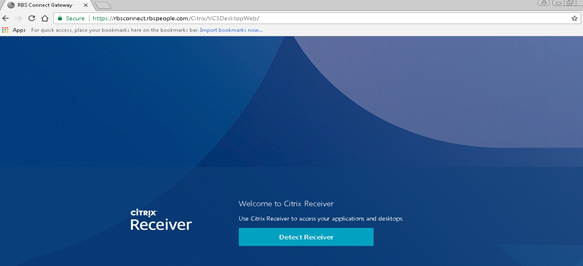 RBS Connect Gateway
Secure https://rbsconnect.rbspeople.com/Citrix/VCSDesktopWeb/
Apps For quick access, place your bookmarks here on the bookmarks bar. Import bookmarks now...
Welcome to Citrix Receiver
Use Citrix Receiver to access your applications and desktops.
CİTRIX
Receiver
Detect Receiver